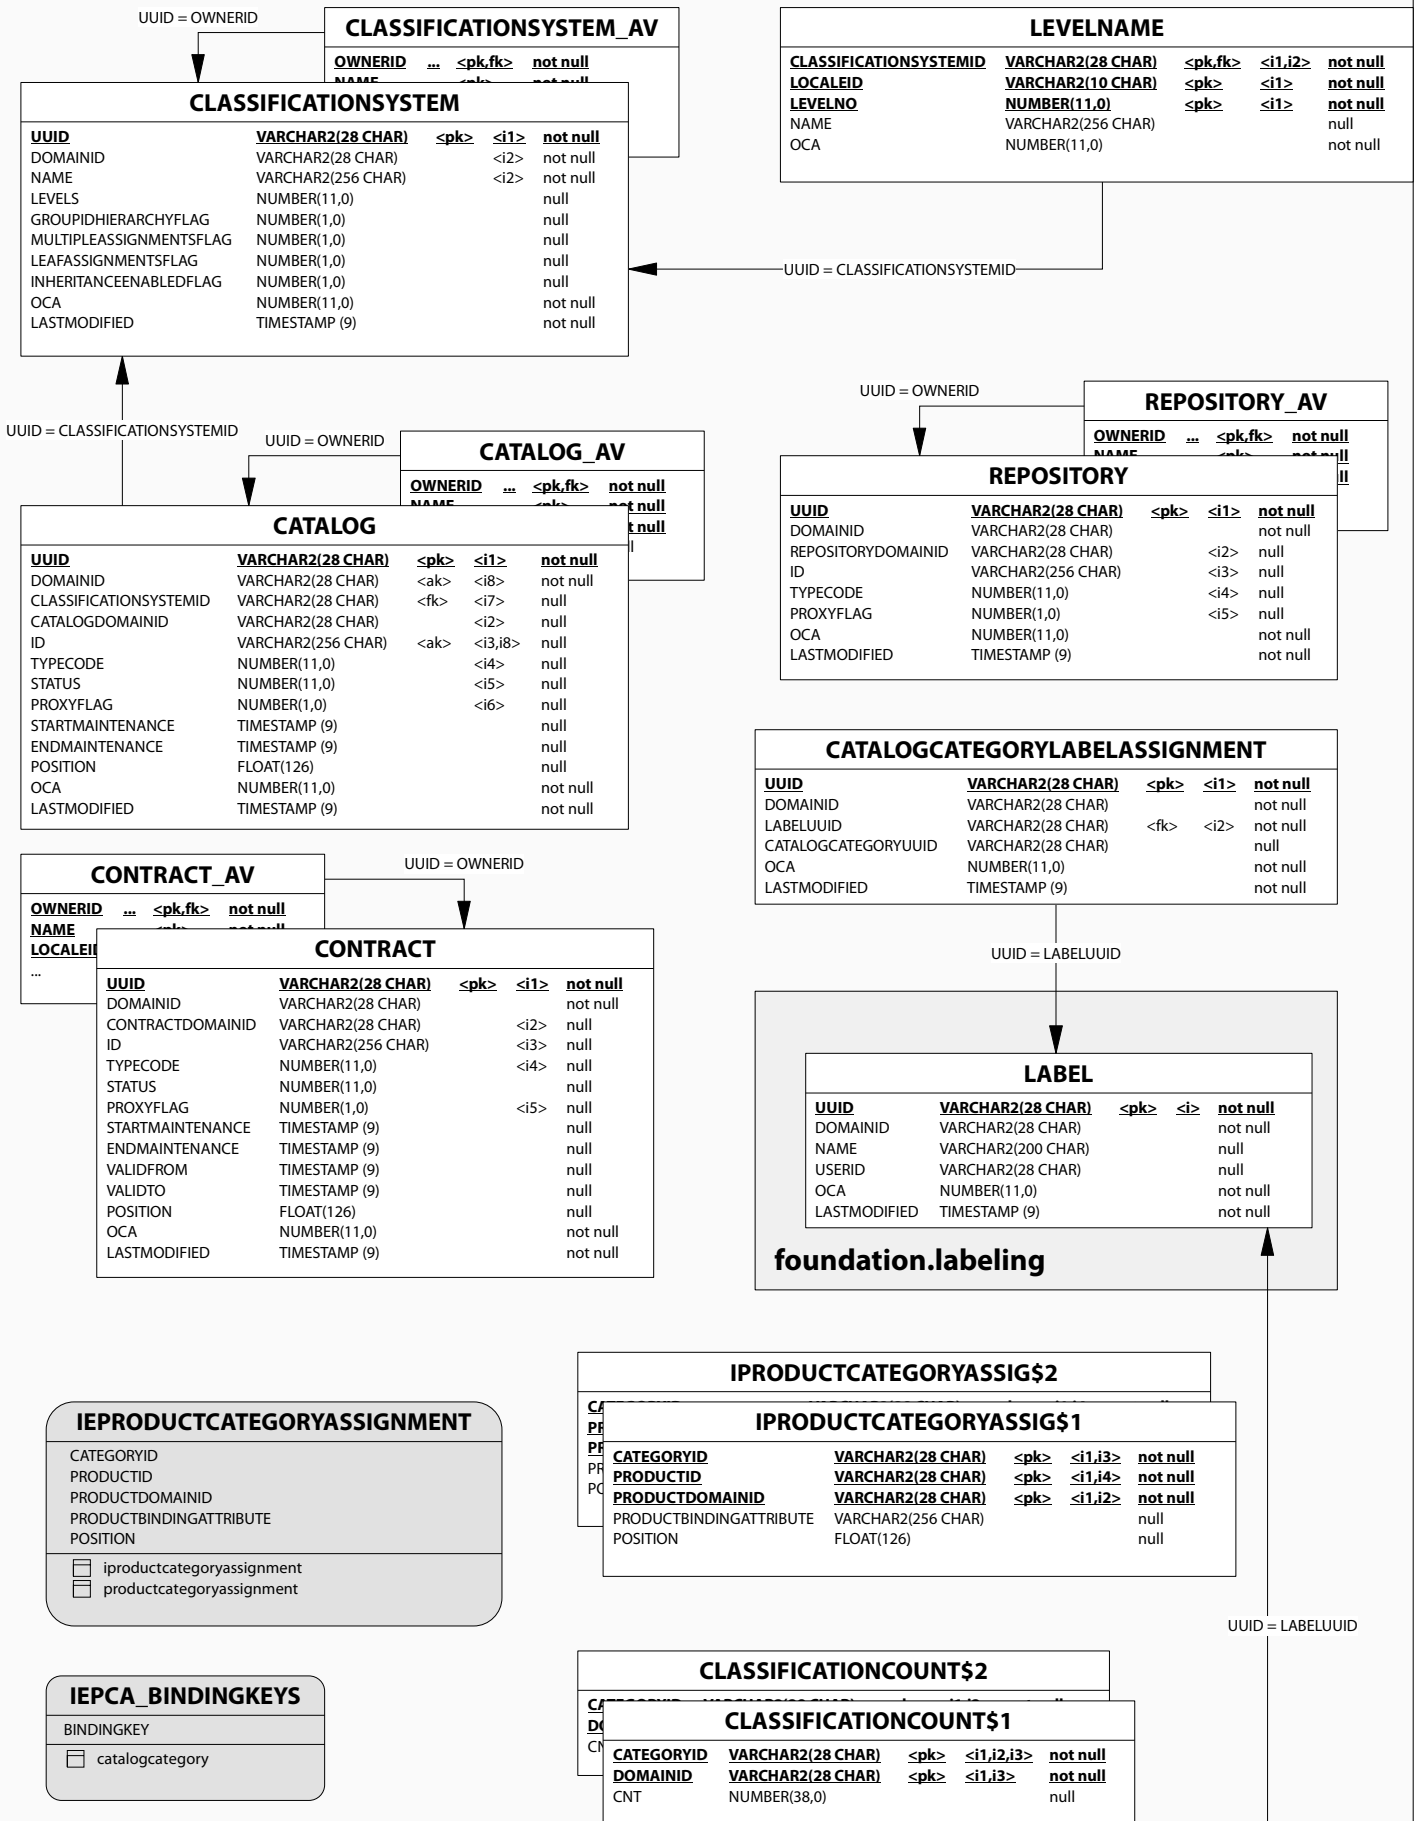 UUID = OWNERID
CLASSIFICATIONSYSTEM_AV
OWNERID ... <pk,fk> not null
CLASSIFICATIONSYSTEM
UUID VARCHAR2(28 CHAR) <pk> <i1> not null
DOMAINID VARCHAR2(28 CHAR) <i2> not null
NAME VARCHAR2(256 CHAR) <i2> not null
LEVELS NUMBER(11,0) null
GROUPIDHIERARCHYFLAG NUMBER(1,0) null
MULTIPLEASSIGNMENTSFLAG NUMBER(1,0) null
LEAFASSIGNMENTSFLAG NUMBER(1,0) null
INHERITANCEENABLEDFLAG NUMBER(1,0) null
OCA NUMBER(11,0) not null
LASTMODIFIED TIMESTAMP (9) not null
LEVELNAME
CLASSIFICATIONSYSTEMID VARCHAR2(28 CHAR) <pk,fk> <i1,i2> not null
LOCALEID VARCHAR2(10 CHAR) <pk> <i1> not null
LEVELNO NUMBER(11,0) <pk> <i1> not null
NAME VARCHAR2(256 CHAR) null
OCA NUMBER(11,0) not null
UUID = CLASSIFICATIONSYSTEMID
UUID = CLASSIFICATIONSYSTEMID
UUID = OWNERID
CATALOG_AV
OWNERID ... <pk,fk> not null
NAME <pk> not null
t null
l
CATALOG
UUID VARCHAR2(28 CHAR) <pk> <i1> not null
DOMAINID VARCHAR2(28 CHAR) <ak> <i8> not null
CLASSIFICATIONSYSTEMID VARCHAR2(28 CHAR) <fk> <i7> null
CATALOGDOMAINID VARCHAR2(28 CHAR) <i2> null
ID VARCHAR2(256 CHAR) <ak> <i3,i8> null
TYPECODE NUMBER(11,0) <i4> null
STATUS NUMBER(11,0) <i5> null
PROXYFLAG NUMBER(1,0) <i6> null
STARTMAINTENANCE TIMESTAMP (9) null
ENDMAINTENANCE TIMESTAMP (9) null
POSITION FLOAT(126) null
OCA NUMBER(11,0) not null
LASTMODIFIED TIMESTAMP (9) not null
UUID = OWNERID
REPOSITORY_AV
OWNERID ... <pk,fk> not null
NAME <pk> not null
ll
REPOSITORY
UUID VARCHAR2(28 CHAR) <pk> <i1> not null
DOMAINID VARCHAR2(28 CHAR) not null
REPOSITORYDOMAINID VARCHAR2(28 CHAR) <i2> null
ID VARCHAR2(256 CHAR) <i3> null
TYPECODE NUMBER(11,0) <i4> null
PROXYFLAG NUMBER(1,0) <i5> null
OCA NUMBER(11,0) not null
LASTMODIFIED TIMESTAMP (9) not null
CATALOGCATEGORYLABELASSIGNMENT
UUID VARCHAR2(28 CHAR) <pk> <i1> not null
DOMAINID VARCHAR2(28 CHAR) not null
LABELUUID VARCHAR2(28 CHAR) <fk> <i2> not null
CATALOGCATEGORYUUID VARCHAR2(28 CHAR) null
OCA NUMBER(11,0) not null
LASTMODIFIED TIMESTAMP (9) not null
UUID = LABELUUID
CONTRACT_AV
OWNERID ... <pk,fk> not null
NAME <pk> not null
LOCALEI
...
UUID = OWNERID
CONTRACT
UUID VARCHAR2(28 CHAR) <pk> <i1> not null
DOMAINID VARCHAR2(28 CHAR) not null
CONTRACTDOMAINID VARCHAR2(28 CHAR) <i2> null
ID VARCHAR2(256 CHAR) <i3> null
TYPECODE NUMBER(11,0) <i4> null
STATUS NUMBER(11,0) null
PROXYFLAG NUMBER(1,0) <i5> null
STARTMAINTENANCE TIMESTAMP (9) null
ENDMAINTENANCE TIMESTAMP (9) null
VALIDFROM TIMESTAMP (9) null
VALIDTO TIMESTAMP (9) null
POSITION FLOAT(126) null
OCA NUMBER(11,0) not null
LASTMODIFIED TIMESTAMP (9) not null
LABEL
UUID VARCHAR2(28 CHAR) <pk> <i> not null
DOMAINID VARCHAR2(28 CHAR) not null
NAME VARCHAR2(200 CHAR) null
USERID VARCHAR2(28 CHAR) null
OCA NUMBER(11,0) not null
LASTMODIFIED TIMESTAMP (9) not null
foundation.labeling
IEPRODUCTCATEGORYASSIGNMENT
CATEGORYID
PRODUCTID
PRODUCTDOMAINID
PRODUCTBINDINGATTRIBUTE
POSITION
iproductcategoryassignment
productcategoryassignment
IPRODUCTCATEGORYASSIG$2
PR
PR
PR
PO
IPRODUCTCATEGORYASSIG$1
CATEGORYID VARCHAR2(28 CHAR) <pk> <i1,i3> not null
PRODUCTID VARCHAR2(28 CHAR) <pk> <i1,i4> not null
PRODUCTDOMAINID VARCHAR2(28 CHAR) <pk> <i1,i2> not null
PRODUCTBINDINGATTRIBUTE VARCHAR2(256 CHAR) null
POSITION FLOAT(126) null
UUID = LABELUUID
IEPCA_BINDINGKEYS
BINDINGKEY
catalogcategory
CLASSIFICATIONCOUNT$2
DO
CN
CLASSIFICATIONCOUNT$1
CATEGORYID VARCHAR2(28 CHAR) <pk> <i1,i2,i3> not null
DOMAINID VARCHAR2(28 CHAR) <pk> <i1,i3> not null
CNT NUMBER(38,0) null